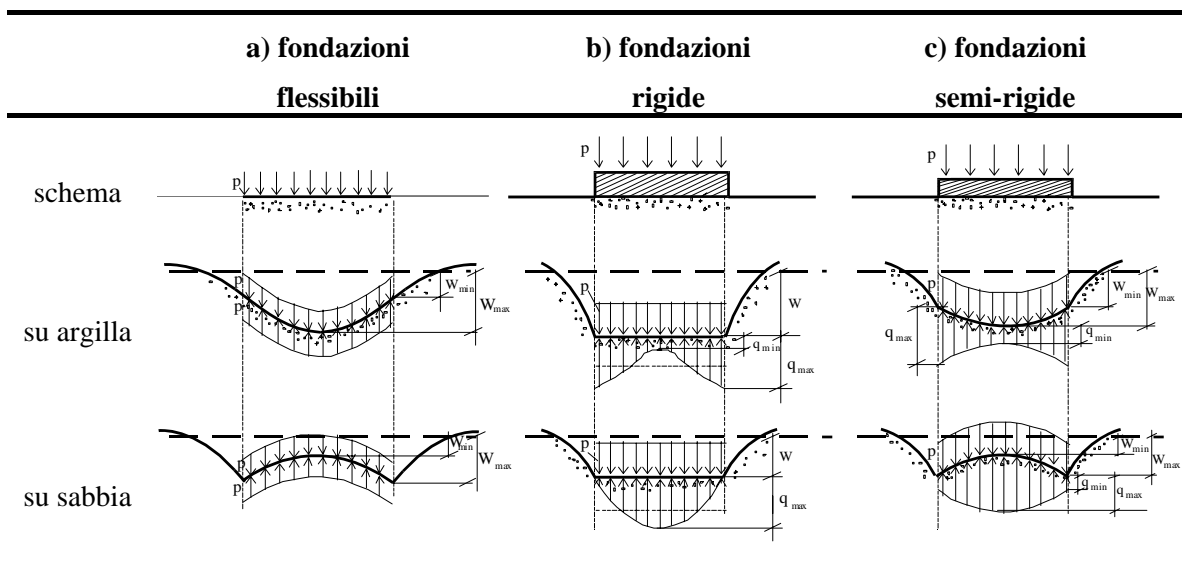 a) fondazioni
flessibili
b) fondazioni
rigide
c) fondazioni
semi-rigide
schema
p
p
p
su argilla
p
p
w min
w max
p
w
q min
q max
p
w min
w max
q max
q min
su sabbia
p
p
w min
w max
p
w
q max
p
w min
w max
q min
q max